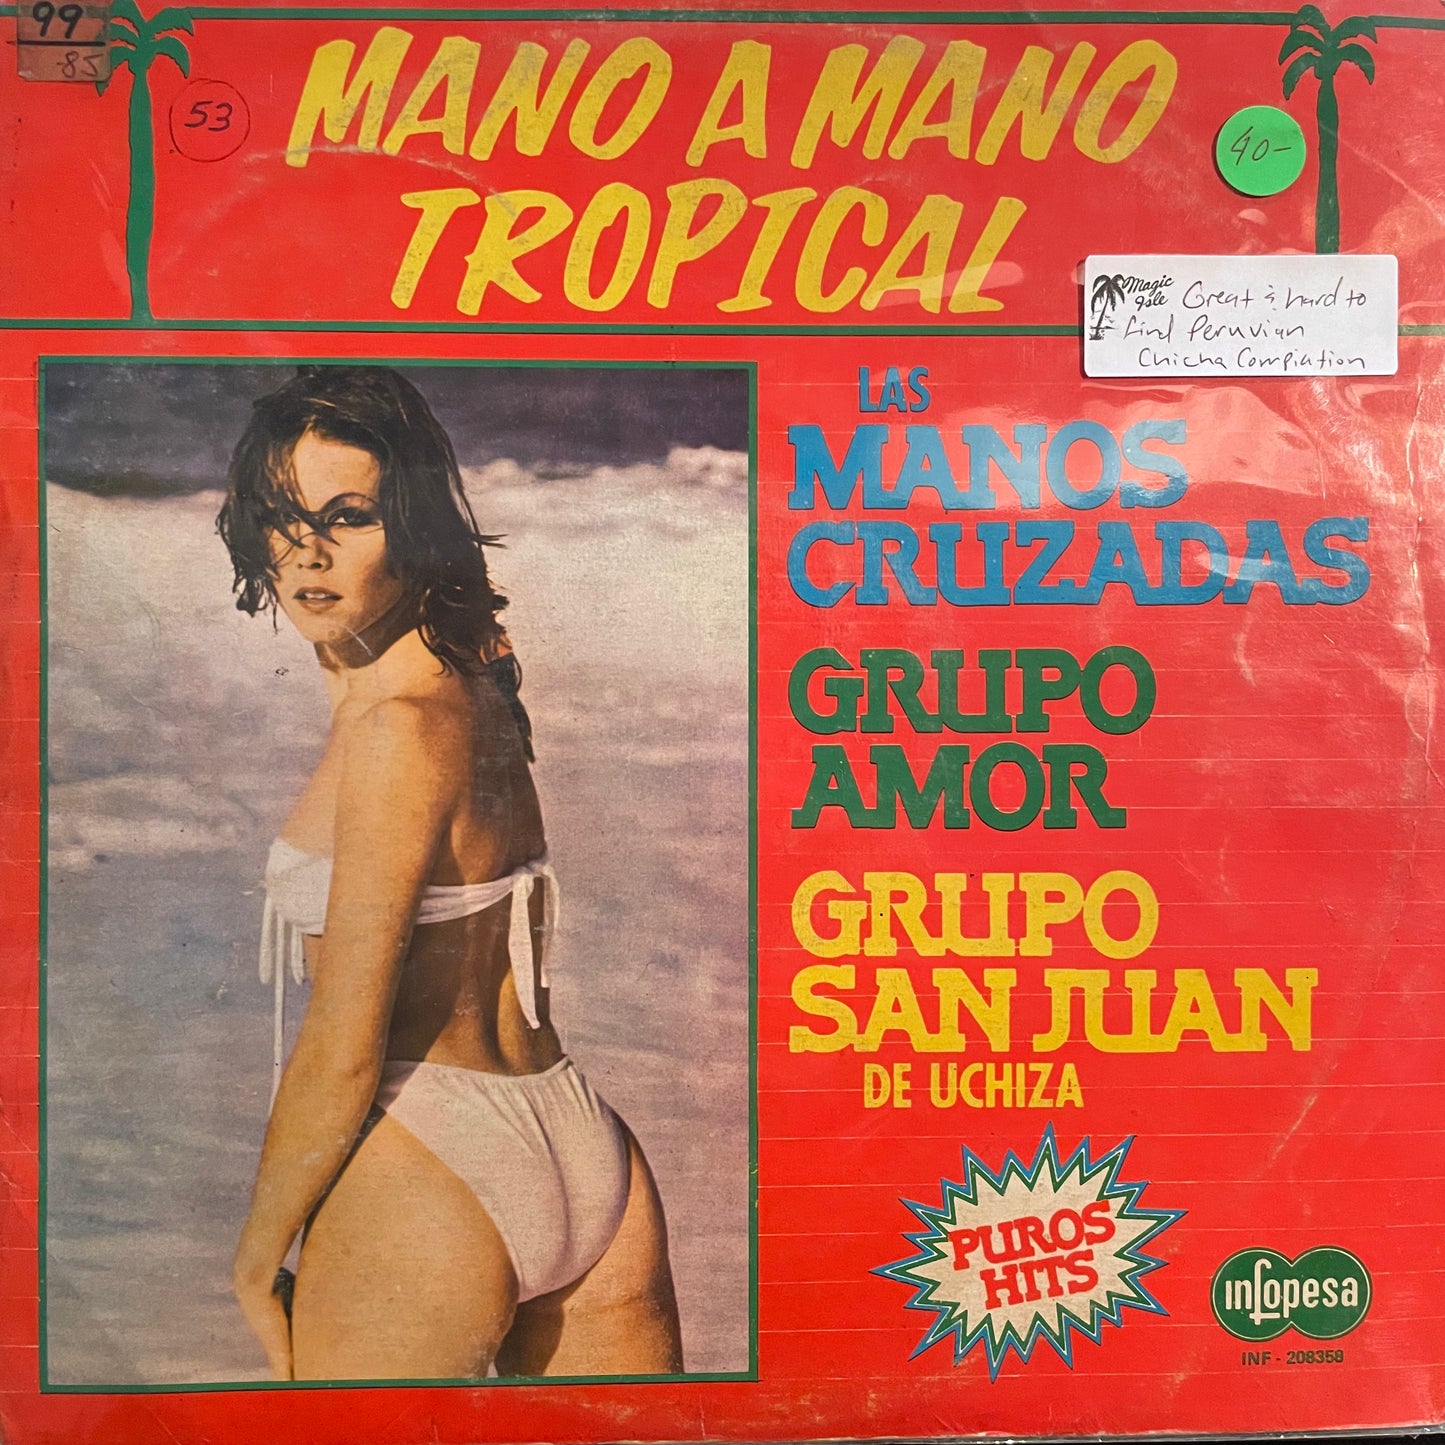 99
85
53
MANO A MANO
TROPICAL
40-
Magic
Isle
Great & hard to
find Peruvian
Chicha Compiation
LAS
MANOS
CRUZADAS
GRUPO
AMOR
GRUPO
SAN JUAN
DE UCHIZA
PUROS
HITS
INFOPESA
INF - 208358